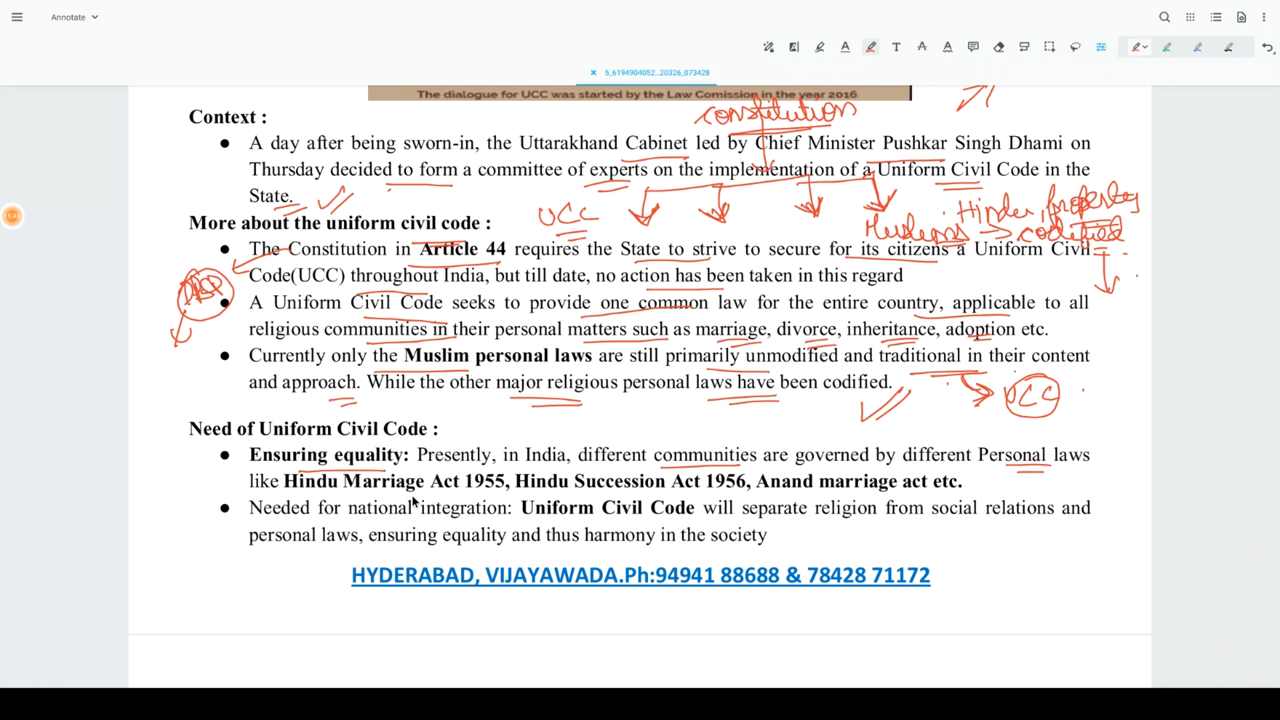 Annotate
5_6194904052...20326_073428
The dialogue for UCC was started by the Law Comission in the year 2016
constitution
Context :
● A day after being sworn-in, the Uttarakhand Cabinet led by Chief Minister Pushkar Singh Dhami on
Thursday decided to form a committee of experts on the implementation of a Uniform Civil Code in the
State.
UCC
Hindu, property
Muslims → codified
More about the uniform civil code :
● The Constitution in Article 44 requires the State to strive to secure for its citizens a Uniform Civil
Code(UCC) throughout India, but till date, no action has been taken in this regard
DPSP
● A Uniform Civil Code seeks to provide one common law for the entire country, applicable to all
religious communities in their personal matters such as marriage, divorce, inheritance, adoption etc.
● Currently only the Muslim personal laws are still primarily unmodified and traditional in their content
and approach. While the other major religious personal laws have been codified.
UCC
Need of Uniform Civil Code :
● Ensuring equality: Presently, in India, different communities are governed by different Personal laws
like Hindu Marriage Act 1955, Hindu Succession Act 1956, Anand marriage act etc.
● Needed for national integration: Uniform Civil Code will separate religion from social relations and
personal laws, ensuring equality and thus harmony in the society
HYDERABAD, VIJAYAWADA.Ph:94941 88688 & 78428 71172